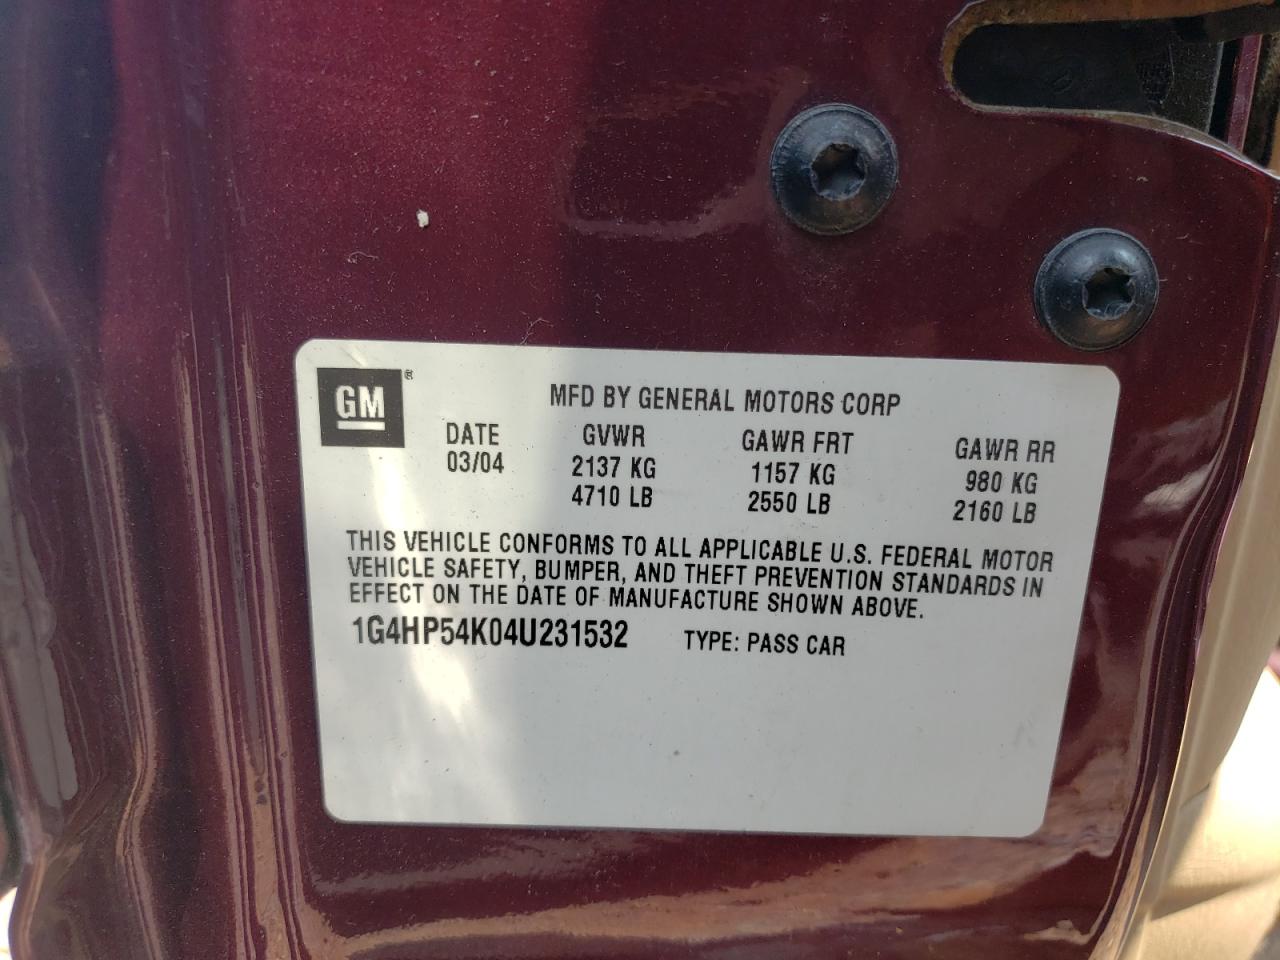 GM®
MFD BY GENERAL MOTORS CORP
DATE GVWR GAWR FRT GAWR RR
03/04 2137 KG 1157 KG 980 KG
4710 LB 2550 LB 2160 LB
THIS VEHICLE CONFORMS TO ALL APPLICABLE U.S. FEDERAL MOTOR
VEHICLE SAFETY, BUMPER, AND THEFT PREVENTION STANDARDS IN
EFFECT ON THE DATE OF MANUFACTURE SHOWN ABOVE.
1G4HP54K04U231532 TYPE: PASS CAR